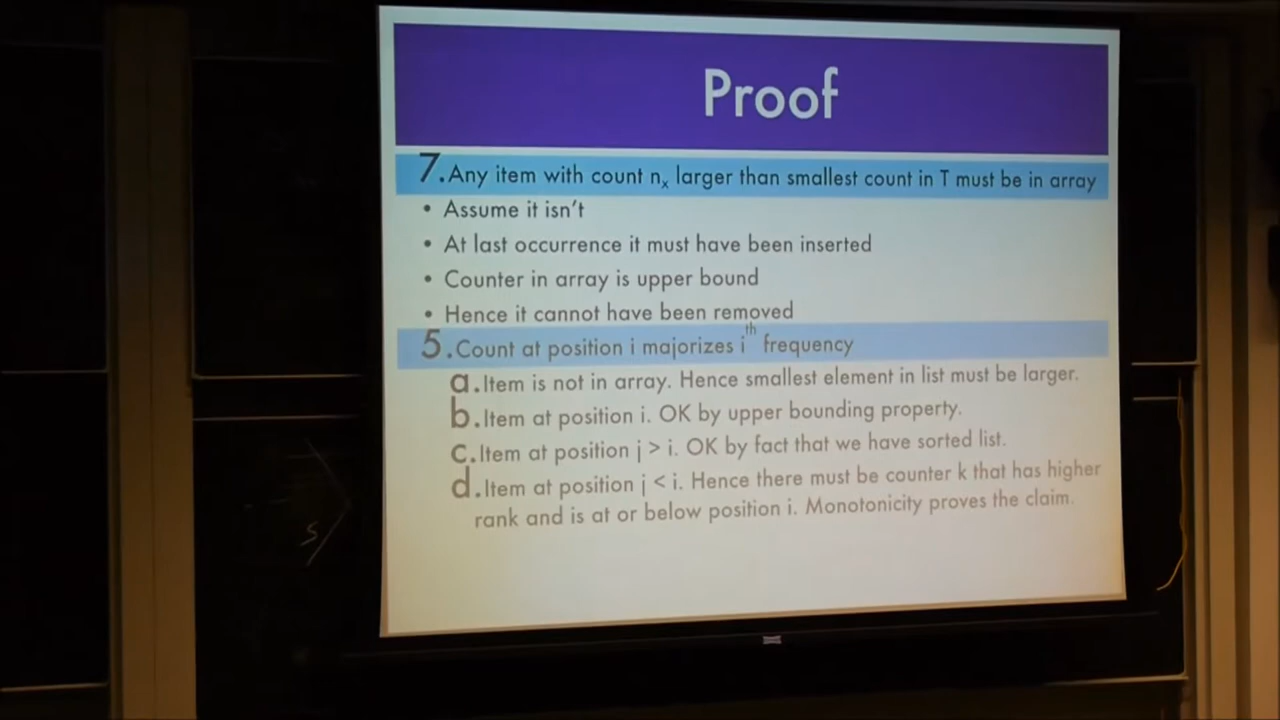 Proof
7. Any item with count nₓ larger than smallest count in T must be in array
• Assume it isn't
• At last occurrence it must have been inserted
• Counter in array is upper bound
• Hence it cannot have been removed
5. Count at position i majorizes i^th frequency
a. Item is not in array. Hence smallest element in list must be larger.
b. Item at position i. OK by upper bounding property.
c. Item at position j > i. OK by fact that we have sorted list.
d. Item at position j < i. Hence there must be counter k that has higher
rank and is at or below position i. Monotonicity proves the claim.
S